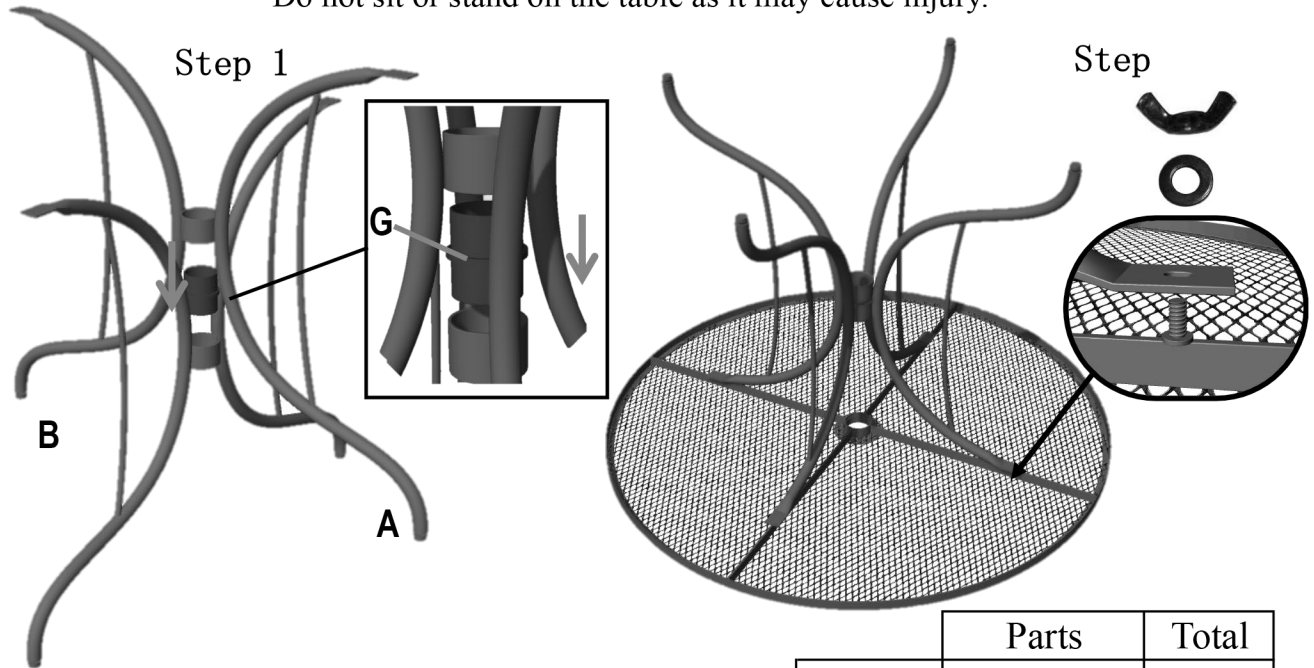 Do not sit or stand on the table as it may cause injury.
Step 1
Step
G
B
A
Parts Total